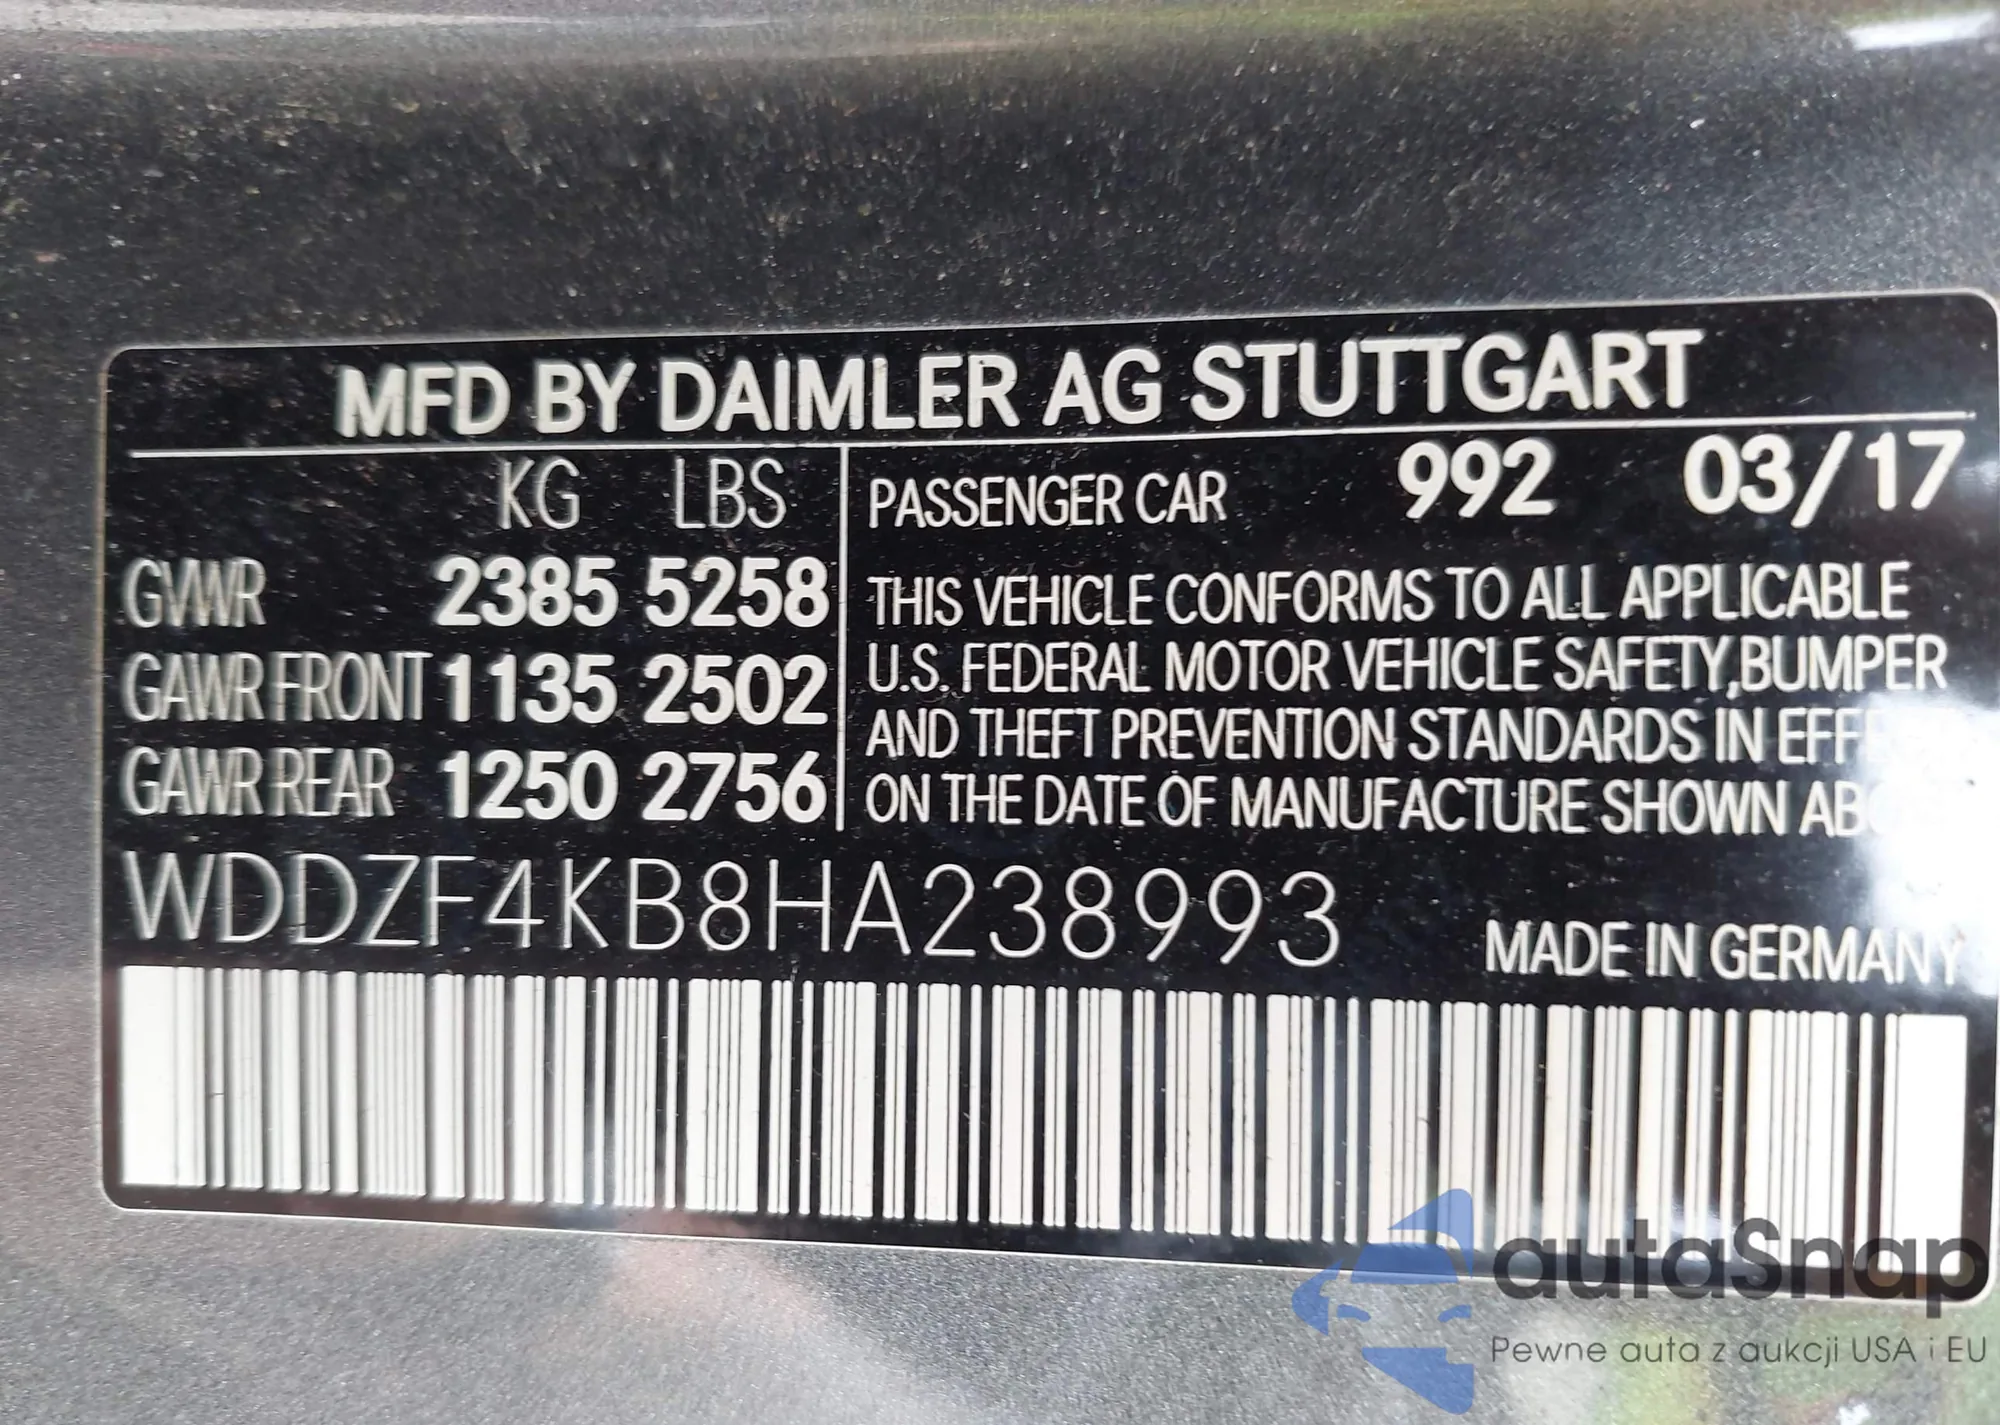 MFD BY DAIMLER AG STUTTGART
KG LBS
GVWR 2385 5258
GAWR FRONT 1135 2502
GAWR REAR 1250 2756
PASSENGER CAR 992 03/17
THIS VEHICLE CONFORMS TO ALL APPLICABLE
U.S. FEDERAL MOTOR VEHICLE SAFETY, BUMPER
AND THEFT PREVENTION STANDARDS IN
ON THE DATE OF MANUFACTURE SHOWN
WDDZF4KB8HA238993
MADE IN GERMANY
autaSnap
Pewne auta z aukcji USA i EU